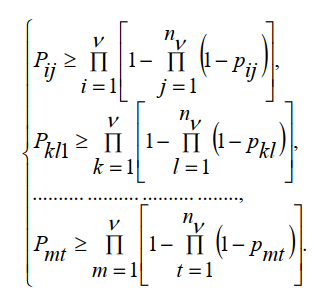 P_{ij} ≥ ∏_{i=1}^{ν} [1 − ∏_{j=1}^{n_ν} (1 − p_{ij})],
P_{kl1} ≥ ∏_{k=1}^{ν} [1 − ∏_{l=1}^{n_ν} (1 − p_{kl})],
.......... .......... .......... ........,
P_{mt} ≥ ∏_{m=1}^{ν} [1 − ∏_{t=1}^{n_ν} (1 − p_{mt})].